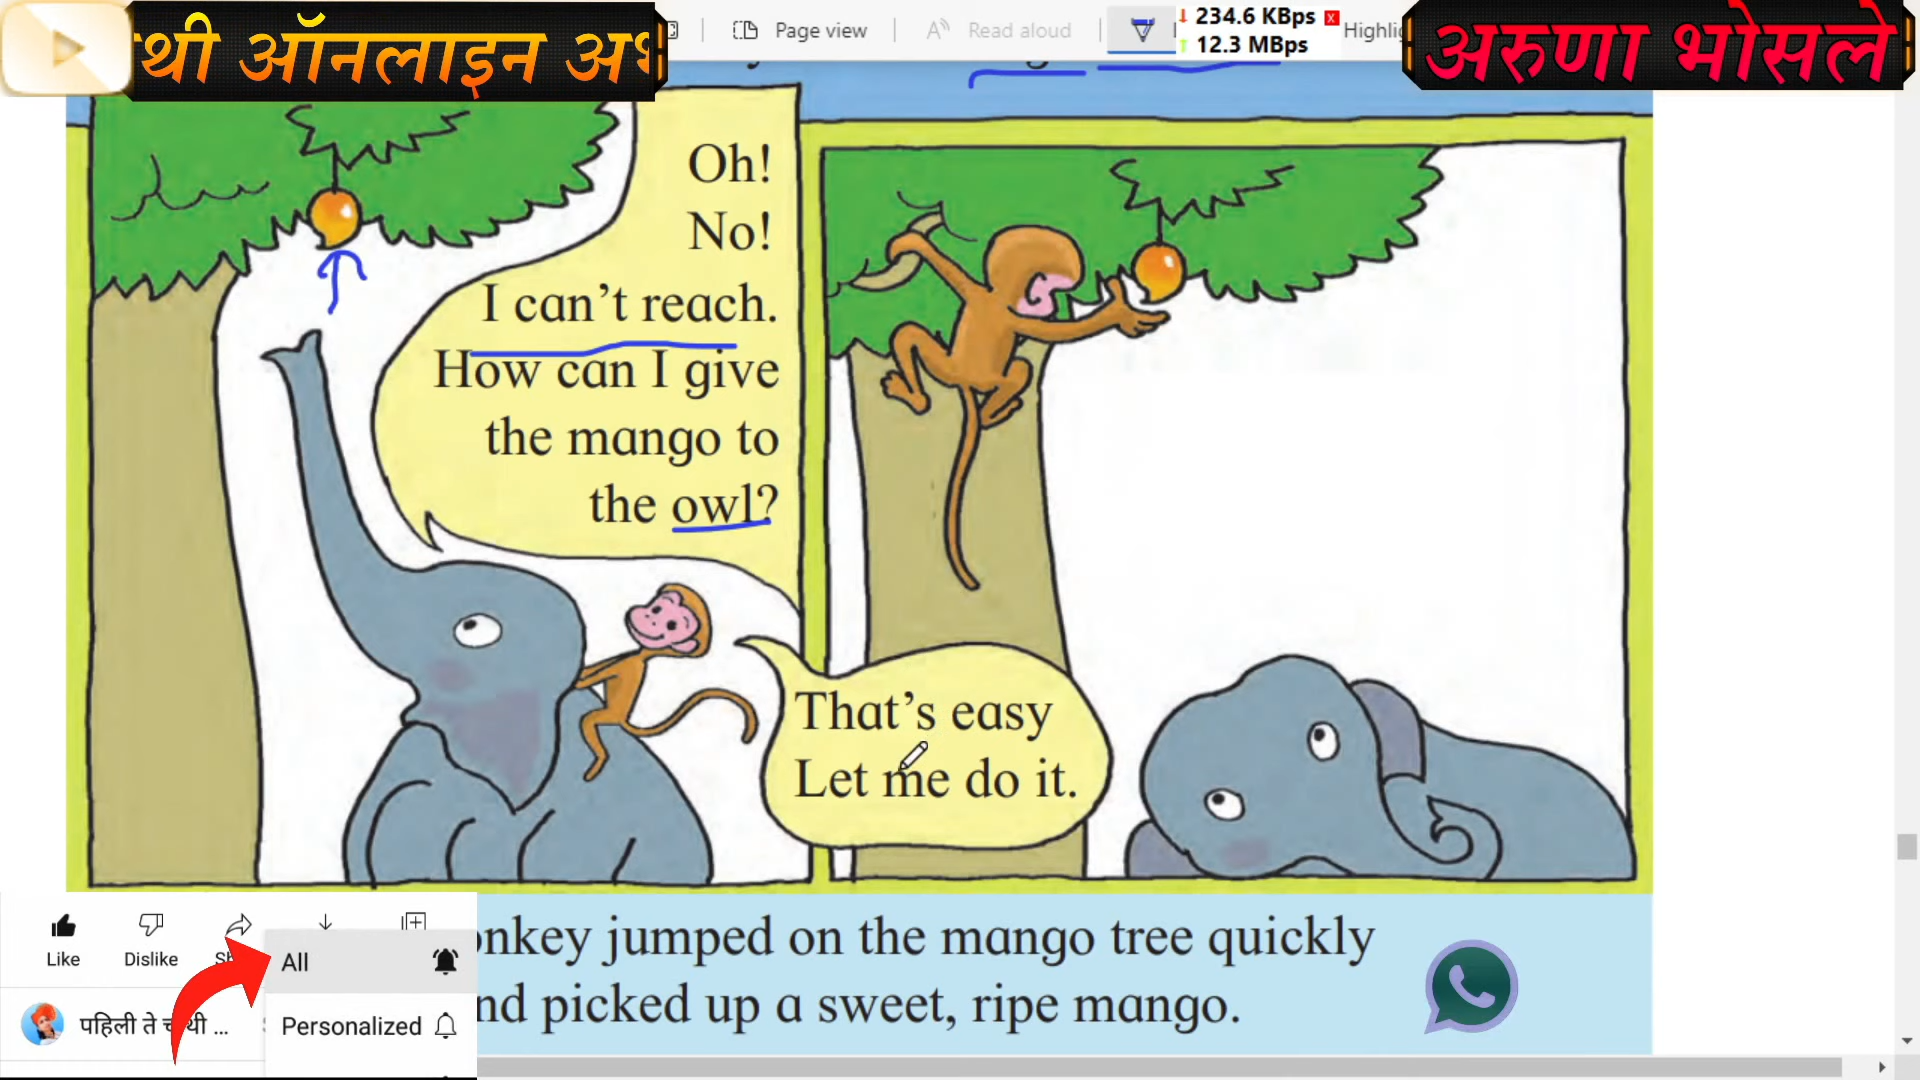 थी ऑनलाइन
Page view
Read aloud
234.6 KBps
12.3 MBps
अरुणा भोसले
Oh!
No!
I can't reach.
How can I give
the mango to
the owl?
That's easy
Let me do it.
jumped on the mango tree quickly
picked up a sweet, ripe mango.
Like
Dislike
All
पहिली ते
Personalized